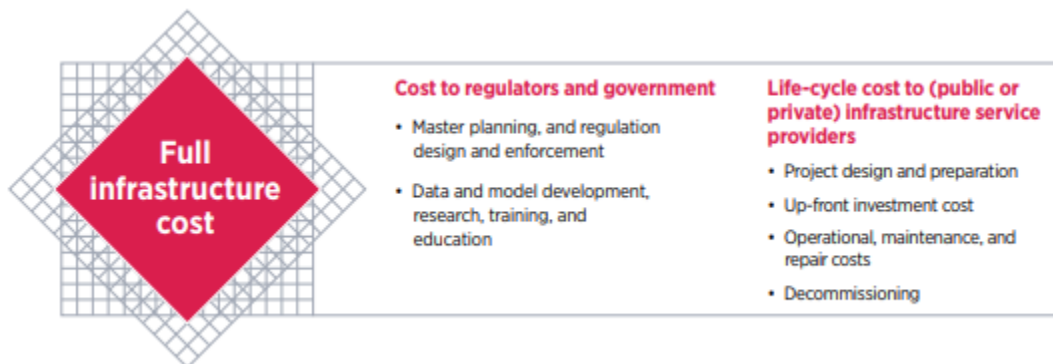 Full
infrastructure
cost
Cost to regulators and government
• Master planning, and regulation
design and enforcement
• Data and model development,
research, training, and
education
Life-cycle cost to (public or
private) infrastructure service
providers
• Project design and preparation
• Up-front investment cost
• Operational, maintenance, and
repair costs
• Decommissioning